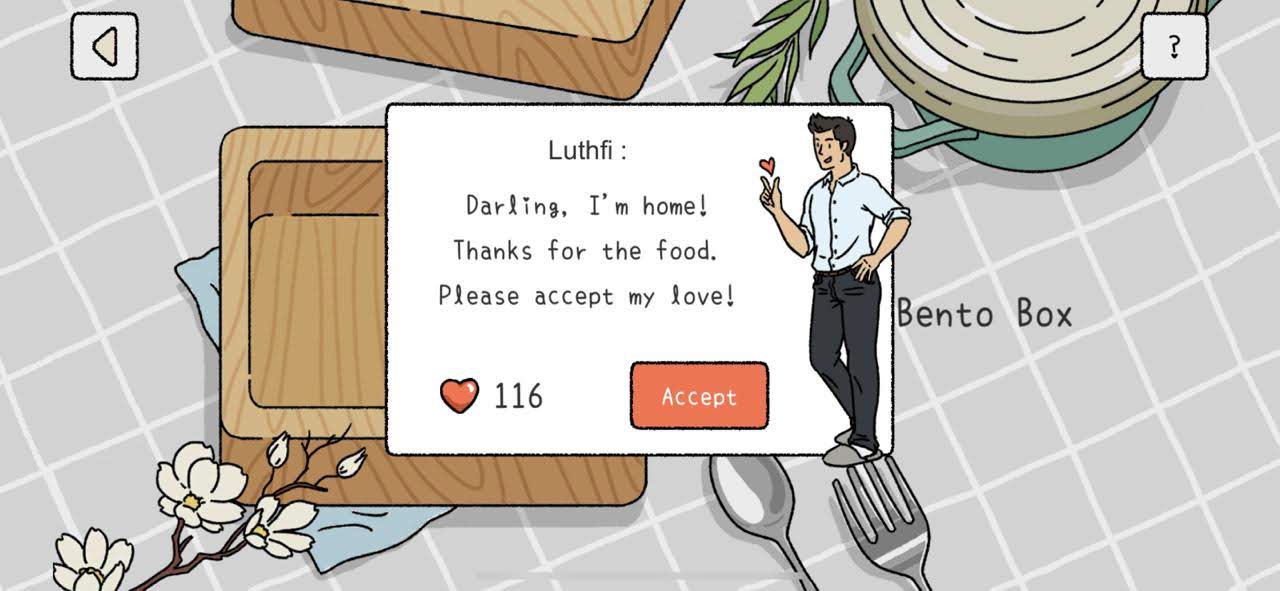 ?
Luthfi :
Darling, I'm home!
Thanks for the food.
Please accept my love!
Bento Box
116
Accept